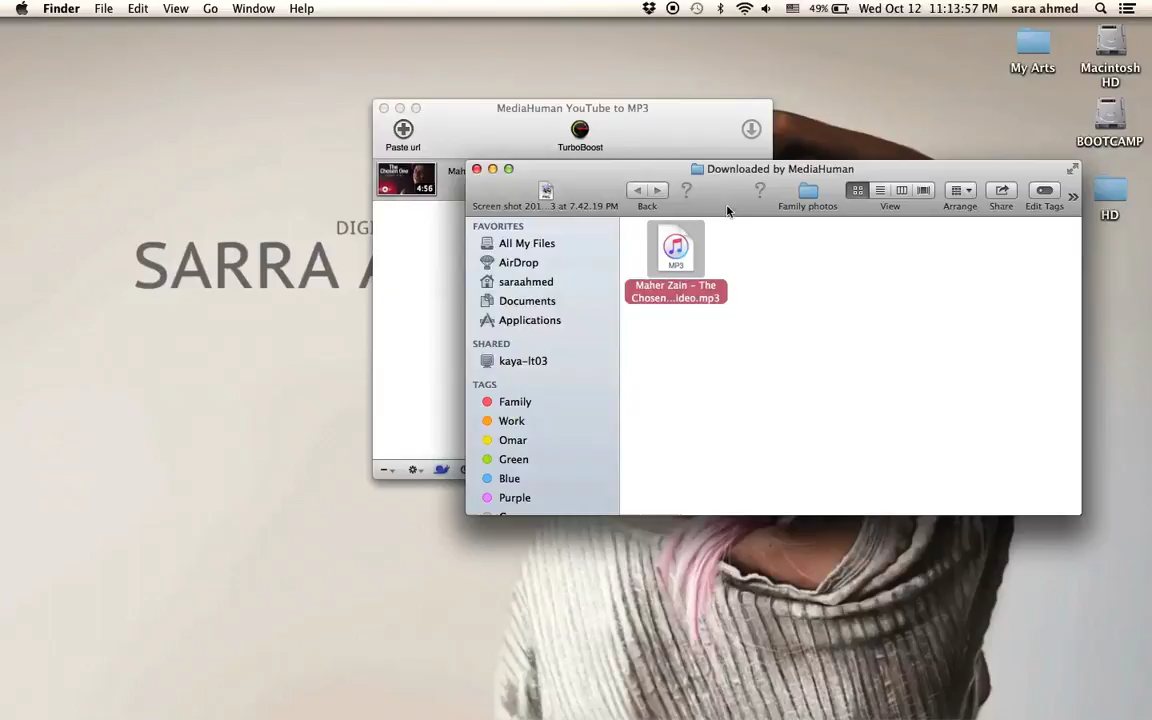 Finder File Edit View Go Window Help 49% Wed Oct 12 11:13:57 PM sara ahmed
My Arts
Macintosh HD
BOOTCAMP
HD
DIGI
SARRA A
MediaHuman YouTube to MP3
Paste url
TurboBoost
The Chosen One
4:56
Mah
Downloaded by MediaHuman
Screen shot 201...3 at 7.42.19 PM
Back
Family photos
View
Arrange
Share
Edit Tags
FAVORITES
All My Files
AirDrop
saraahmed
Documents
Applications
SHARED
kaya-lt03
TAGS
Family
Work
Omar
Green
Blue
Purple
MP3
Maher Zain - The
Chosen...ideo.mp3